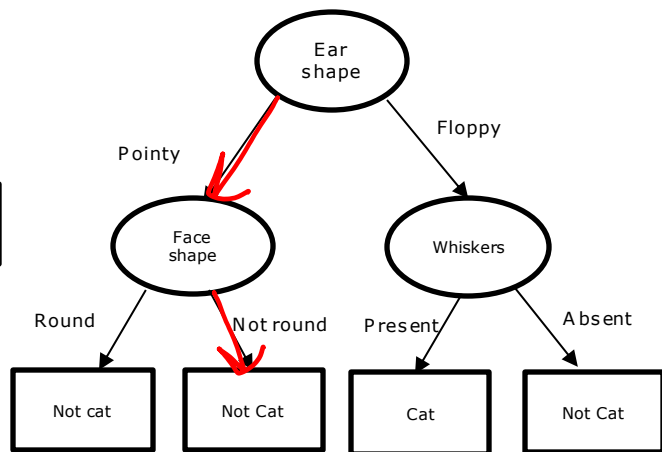 Ear
shape
Pointy
Floppy
Face
shape
Whiskers
Round
Not round
Present
Absent
Not cat
Not Cat
Cat
Not Cat